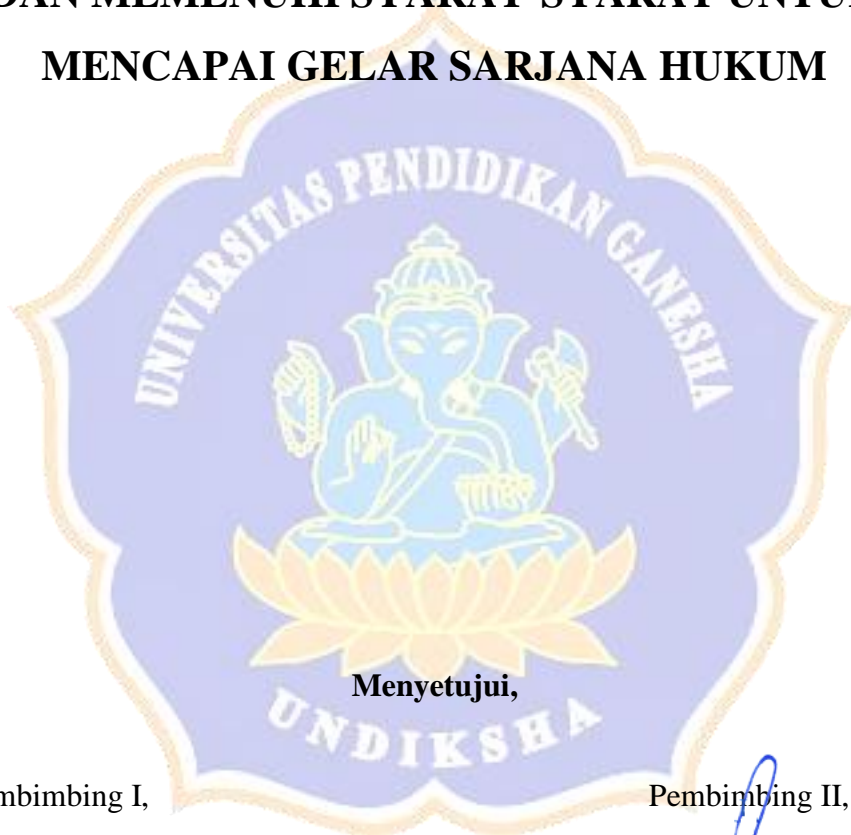 DAN MEMENUHI SYARAT-SYARAT UNTU
MENCAPAI GELAR SARJANA HUKUM
UNIVERSITAS PENDIDIKAN GANESHA
Menyetujui,
UNDIKSHA
mbimbing I,
Pembimbing II,